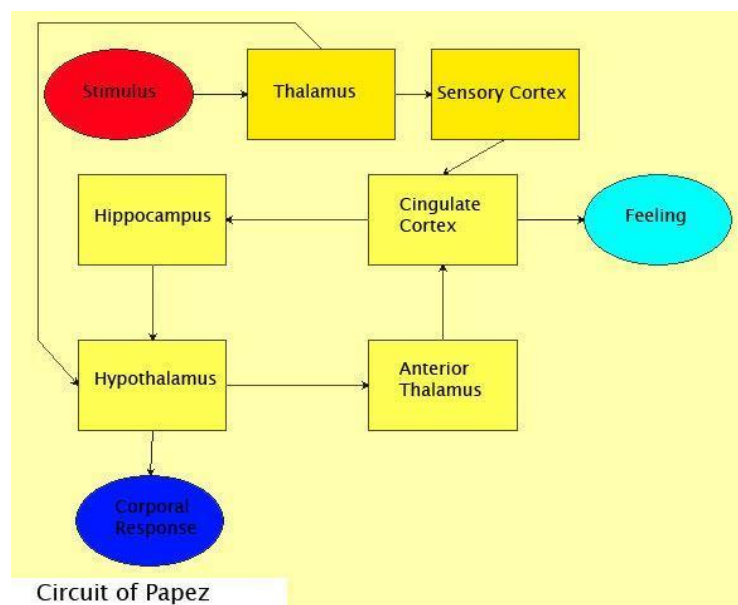 Stimulus
Thalamus
Sensory Cortex
Hippocampus
Cingulate
Cortex
Feeling
Hypothalamus
Anterior
Thalamus
Corporal
Response
Circuit of Papez